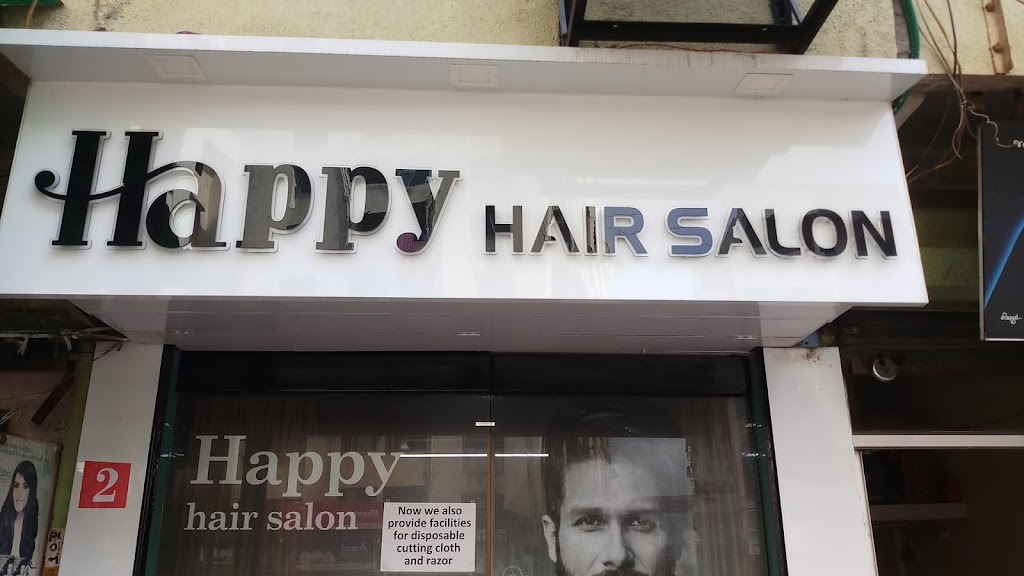 Happy HAIR SALON
2
Happy
hair salon
Now we also
provide facilities
for disposable
cutting cloth
and razor